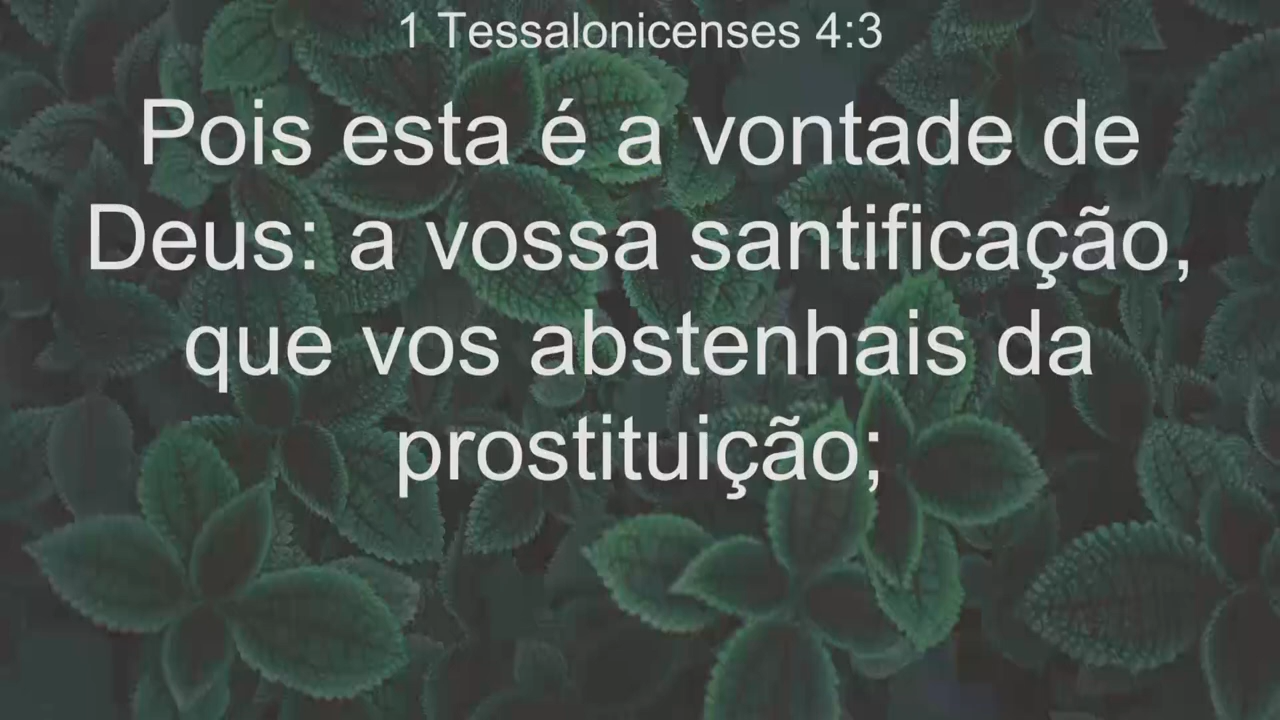 1 Tessalonicenses 4:3
Pois esta é a vontade de
Deus: a vossa santificação,
que vos abstenhais da
prostituição;